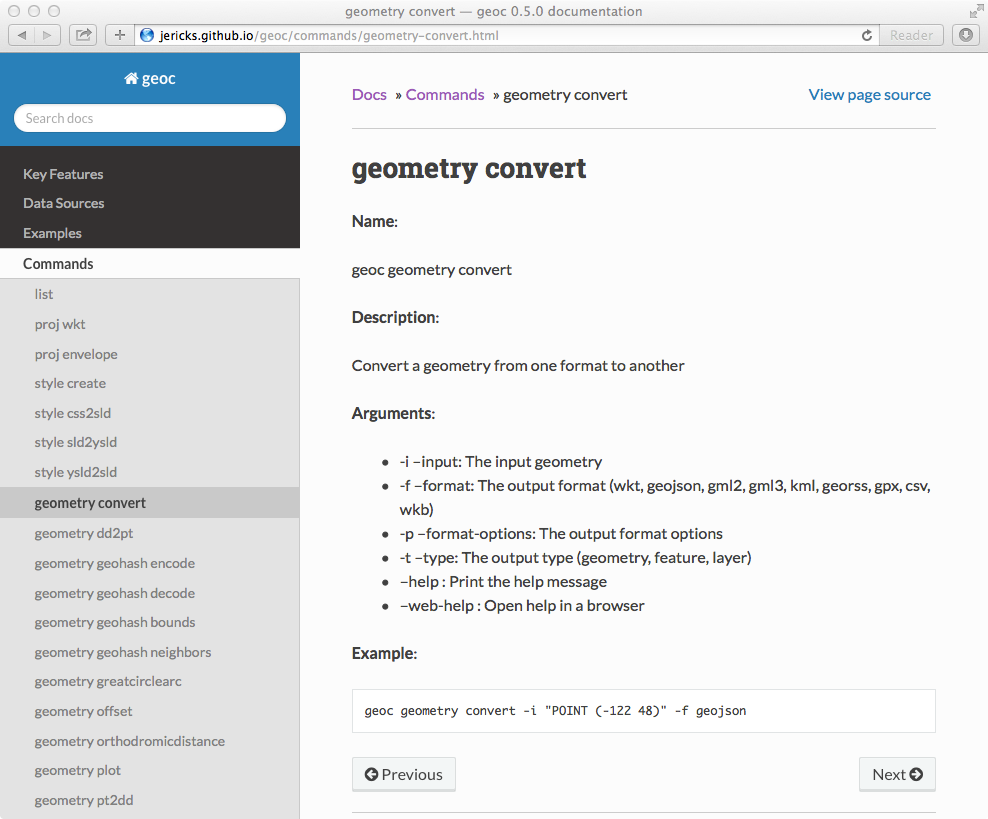 geometry convert — geoc 0.5.0 documentation
jericks.github.io/geoc/commands/geometry-convert.html
Reader
geoc
Search docs
Key Features
Data Sources
Examples
Commands
list
proj wkt
proj envelope
style create
style css2sld
style sld2ysld
style ysld2sld
geometry convert
geometry dd2pt
geometry geohash encode
geometry geohash decode
geometry geohash bounds
geometry geohash neighbors
geometry greatcirclearc
geometry offset
geometry orthodromicdistance
geometry plot
geometry pt2dd
Docs » Commands » geometry convert
View page source
geometry convert
Name:
geoc geometry convert
Description:
Convert a geometry from one format to another
Arguments:
• -i –input: The input geometry
• -f –format: The output format (wkt, geojson, gml2, gml3, kml, georss, gpx, csv,
wkb)
• -p –format-options: The output format options
• -t –type: The output type (geometry, feature, layer)
• –help : Print the help message
• –web-help : Open help in a browser
Example:
geoc geometry convert -i "POINT (-122 48)" -f geojson
Previous
Next